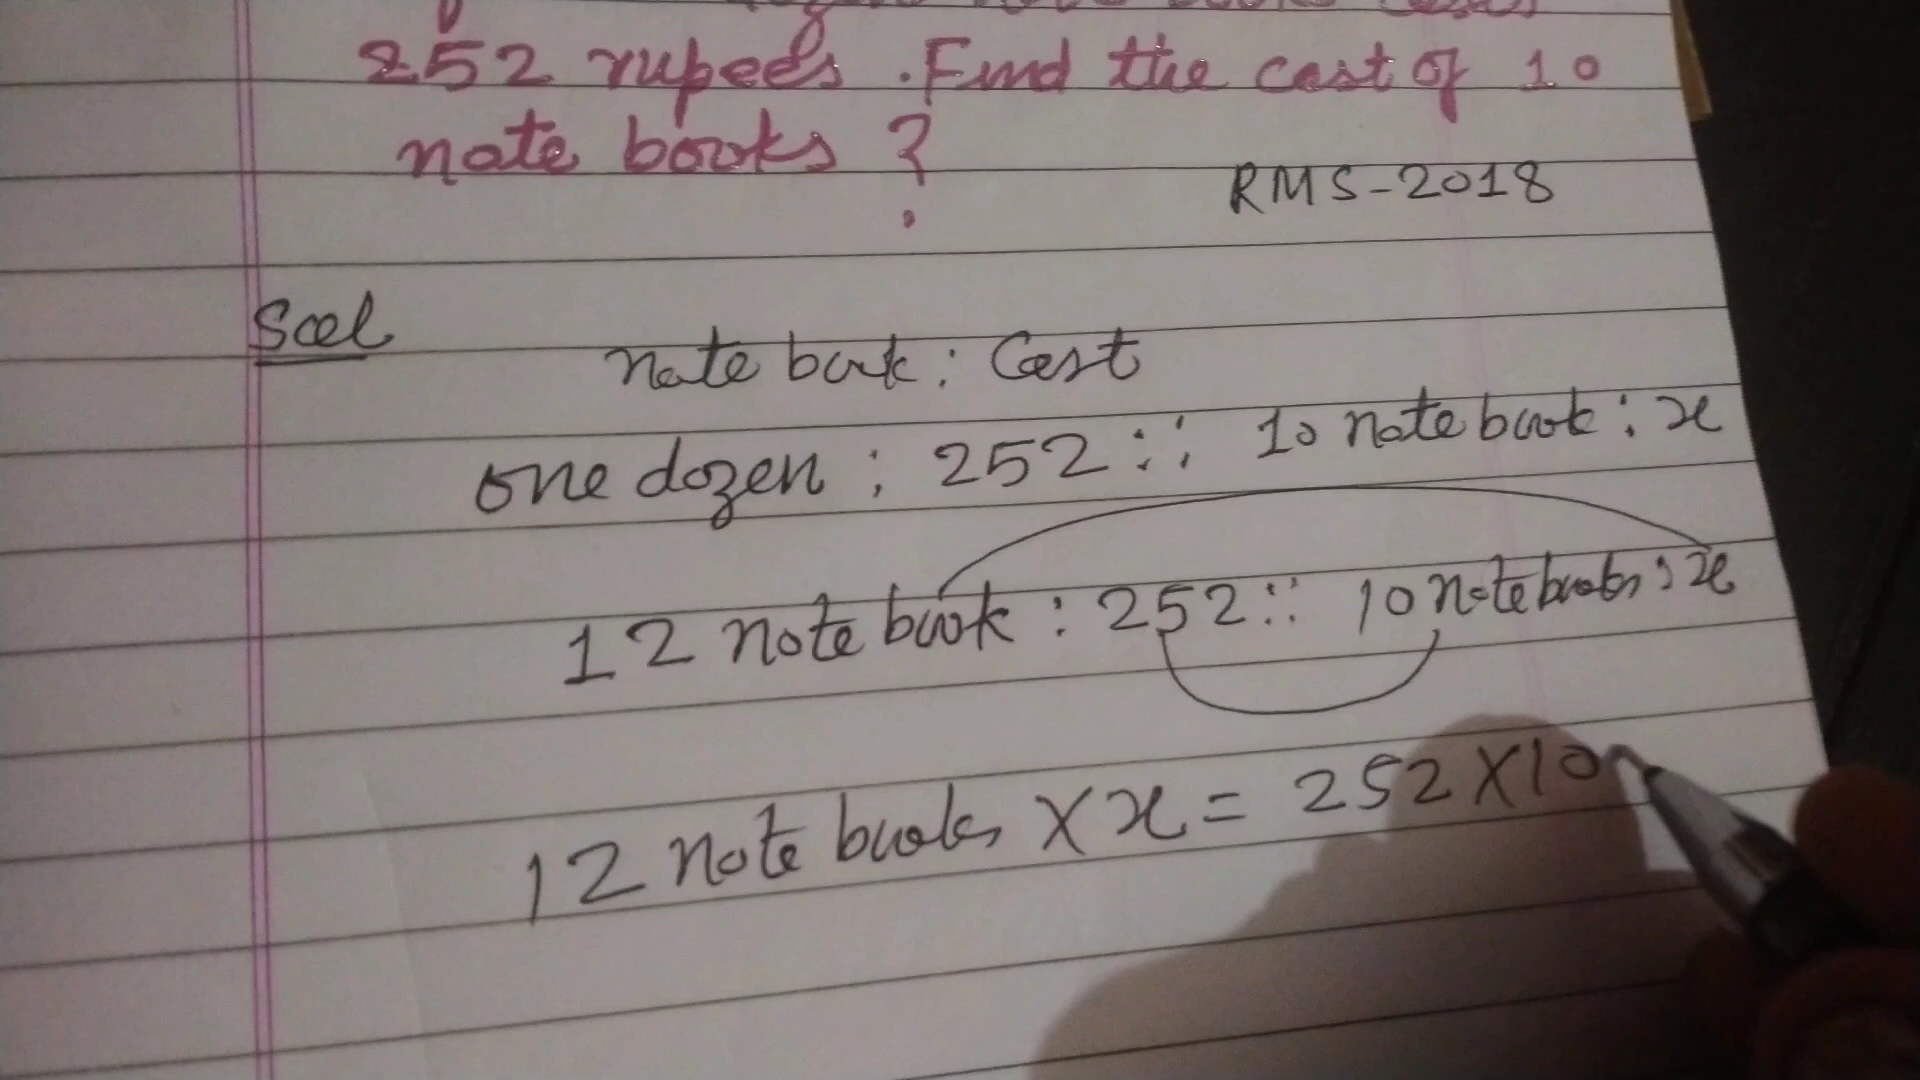 252 rupees. Find the cost of 10
note books ?
RMS-2018
Sol
note book : Cost
one dozen : 252 :: 10 note book : x
12 note book : 252 :: 10 note books : x
12 note books X x = 252 X 10